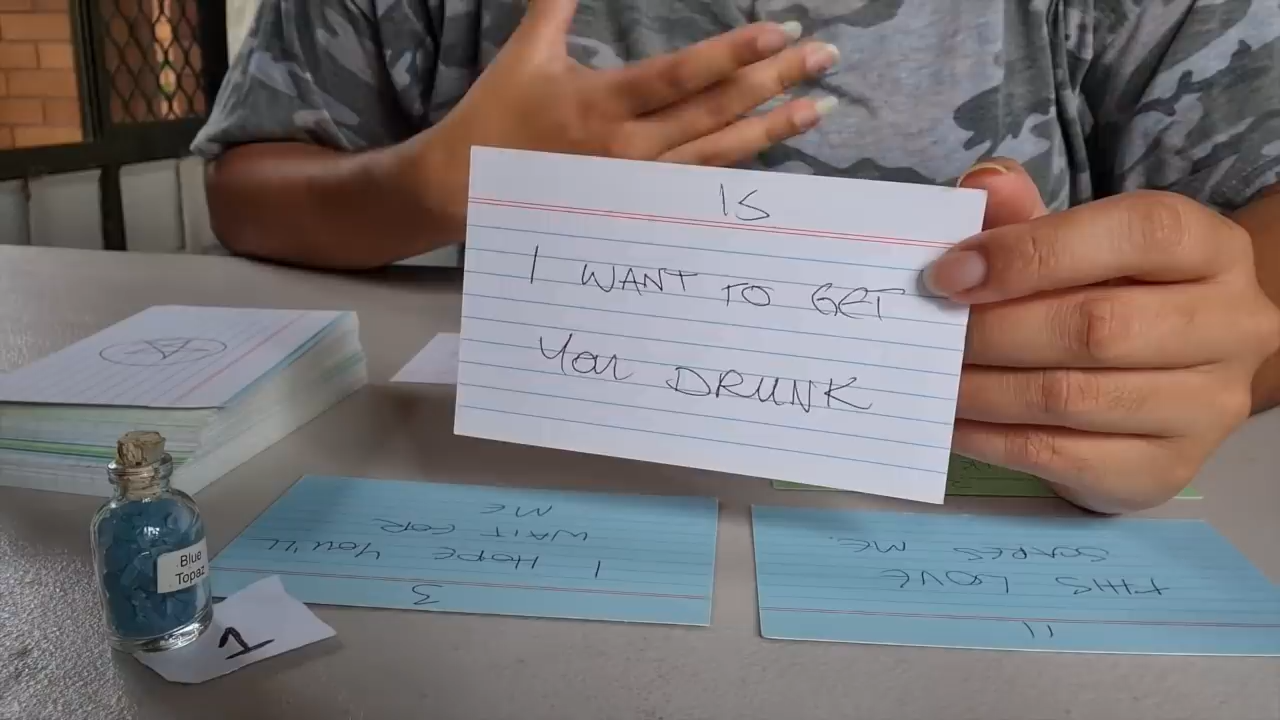 15
I WANT TO GET
YOU DRUNK
Blue
Topaz
1
3
I HOPE YOU'LL
WAIT FOR
ME
11
THIS LOVE
SCARES ME.